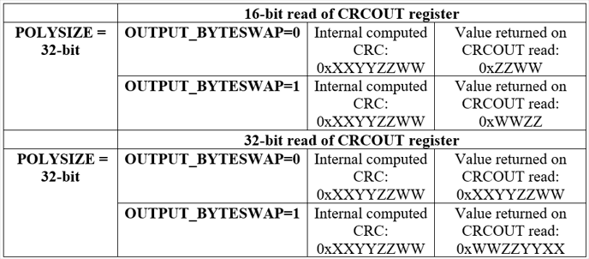 16-bit read of CRCOUT register
POLYSIZE = OUTPUT_BYTESWAP=0 Internal computed Value returned on
32-bit CRC: CRCOUT read:
0xXXYYZZWW 0xZZWW
OUTPUT_BYTESWAP=1 Internal computed Value returned on
CRC: CRCOUT read:
0xXXYYZZWW 0xWWZZ
32-bit read of CRCOUT register
POLYSIZE = OUTPUT_BYTESWAP=0 Internal computed Value returned on
32-bit CRC: CRCOUT read:
0xXXYYZZWW 0xXXYYZZWW
OUTPUT_BYTESWAP=1 Internal computed Value returned on
CRC: CRCOUT read:
0xXXYYZZWW 0xWWZZYYXX